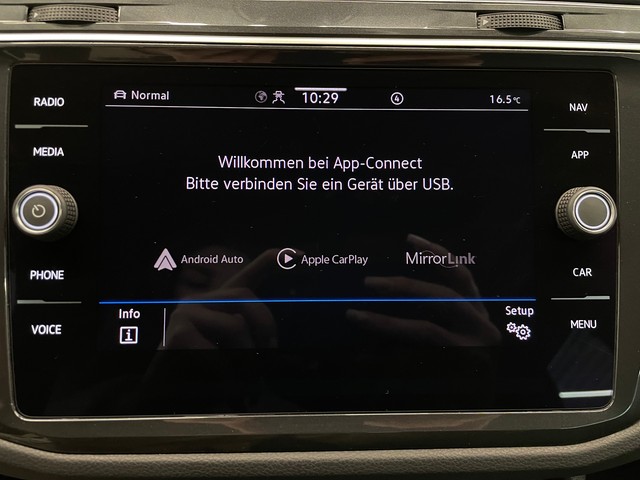 RADIO
MEDIA
PHONE
VOICE
Normal
10:29
4
16.5°C
Willkommen bei App-Connect
Bitte verbinden Sie ein Gerät über USB.
Android Auto
Apple CarPlay
MirrorLink
Info
i
Setup
NAV
APP
CAR
MENU